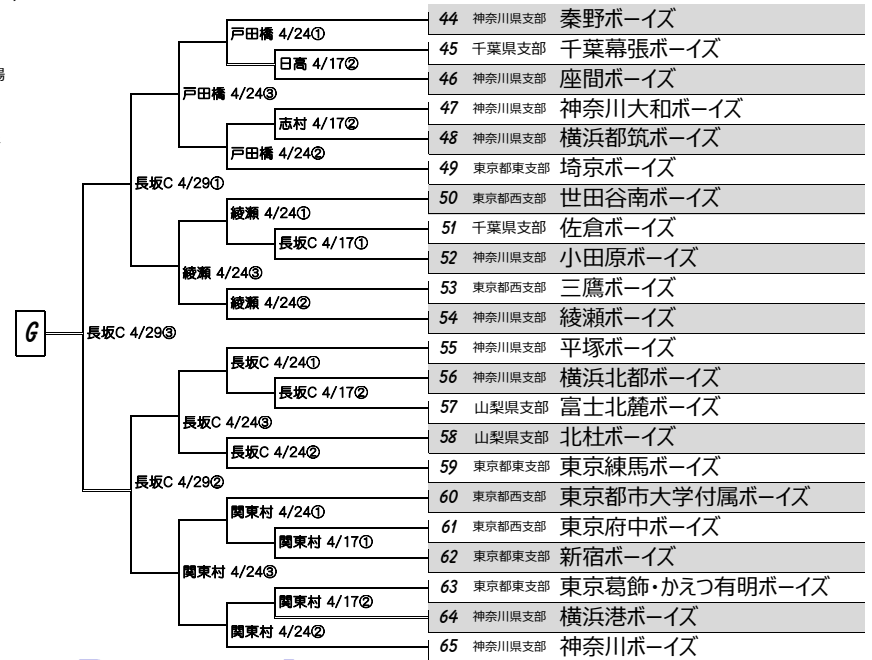 場
戸田橋 4/24①
日高 4/17②
戸田橋 4/24③
志村 4/17②
戸田橋 4/24②
長坂C 4/29①
綾瀬 4/24①
長坂C 4/17①
綾瀬 4/24③
綾瀬 4/24②
G
長坂C 4/29③
長坂C 4/24①
長坂C 4/17②
長坂C 4/24③
長坂C 4/24②
長坂C 4/29②
関東村 4/24①
関東村 4/17①
関東村 4/24③
関東村 4/17②
関東村 4/24②
44 神奈川県支部 秦野ボーイズ
45 千葉県支部 千葉幕張ボーイズ
46 神奈川県支部 座間ボーイズ
47 神奈川県支部 神奈川大和ボーイズ
48 神奈川県支部 横浜都筑ボーイズ
49 東京都東支部 埼京ボーイズ
50 東京都西支部 世田谷南ボーイズ
51 千葉県支部 佐倉ボーイズ
52 神奈川県支部 小田原ボーイズ
53 東京都西支部 三鷹ボーイズ
54 神奈川県支部 綾瀬ボーイズ
55 神奈川県支部 平塚ボーイズ
56 神奈川県支部 横浜北都ボーイズ
57 山梨県支部 富士北麓ボーイズ
58 山梨県支部 北杜ボーイズ
59 東京都東支部 東京練馬ボーイズ
60 東京都西支部 東京都市大学付属ボーイズ
61 東京都西支部 東京府中ボーイズ
62 東京都東支部 新宿ボーイズ
63 東京都東支部 東京葛飾・かえつ有明ボーイズ
64 神奈川県支部 横浜港ボーイズ
65 神奈川県支部 神奈川ボーイズ